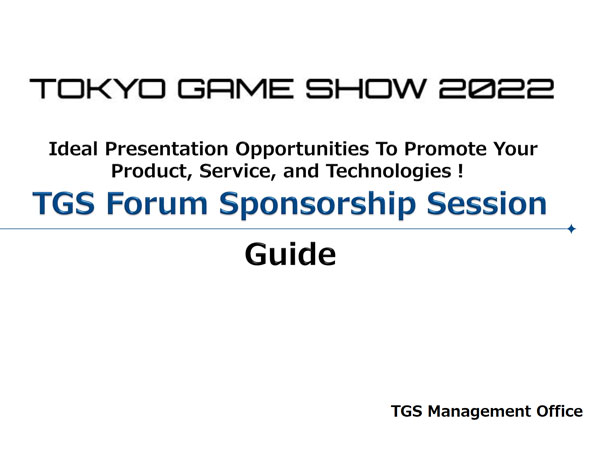 TOKYO GAME SHOW 2022
Ideal Presentation Opportunities To Promote Your
Product, Service, and Technologies !
TGS Forum Sponsorship Session
Guide
TGS Management Office